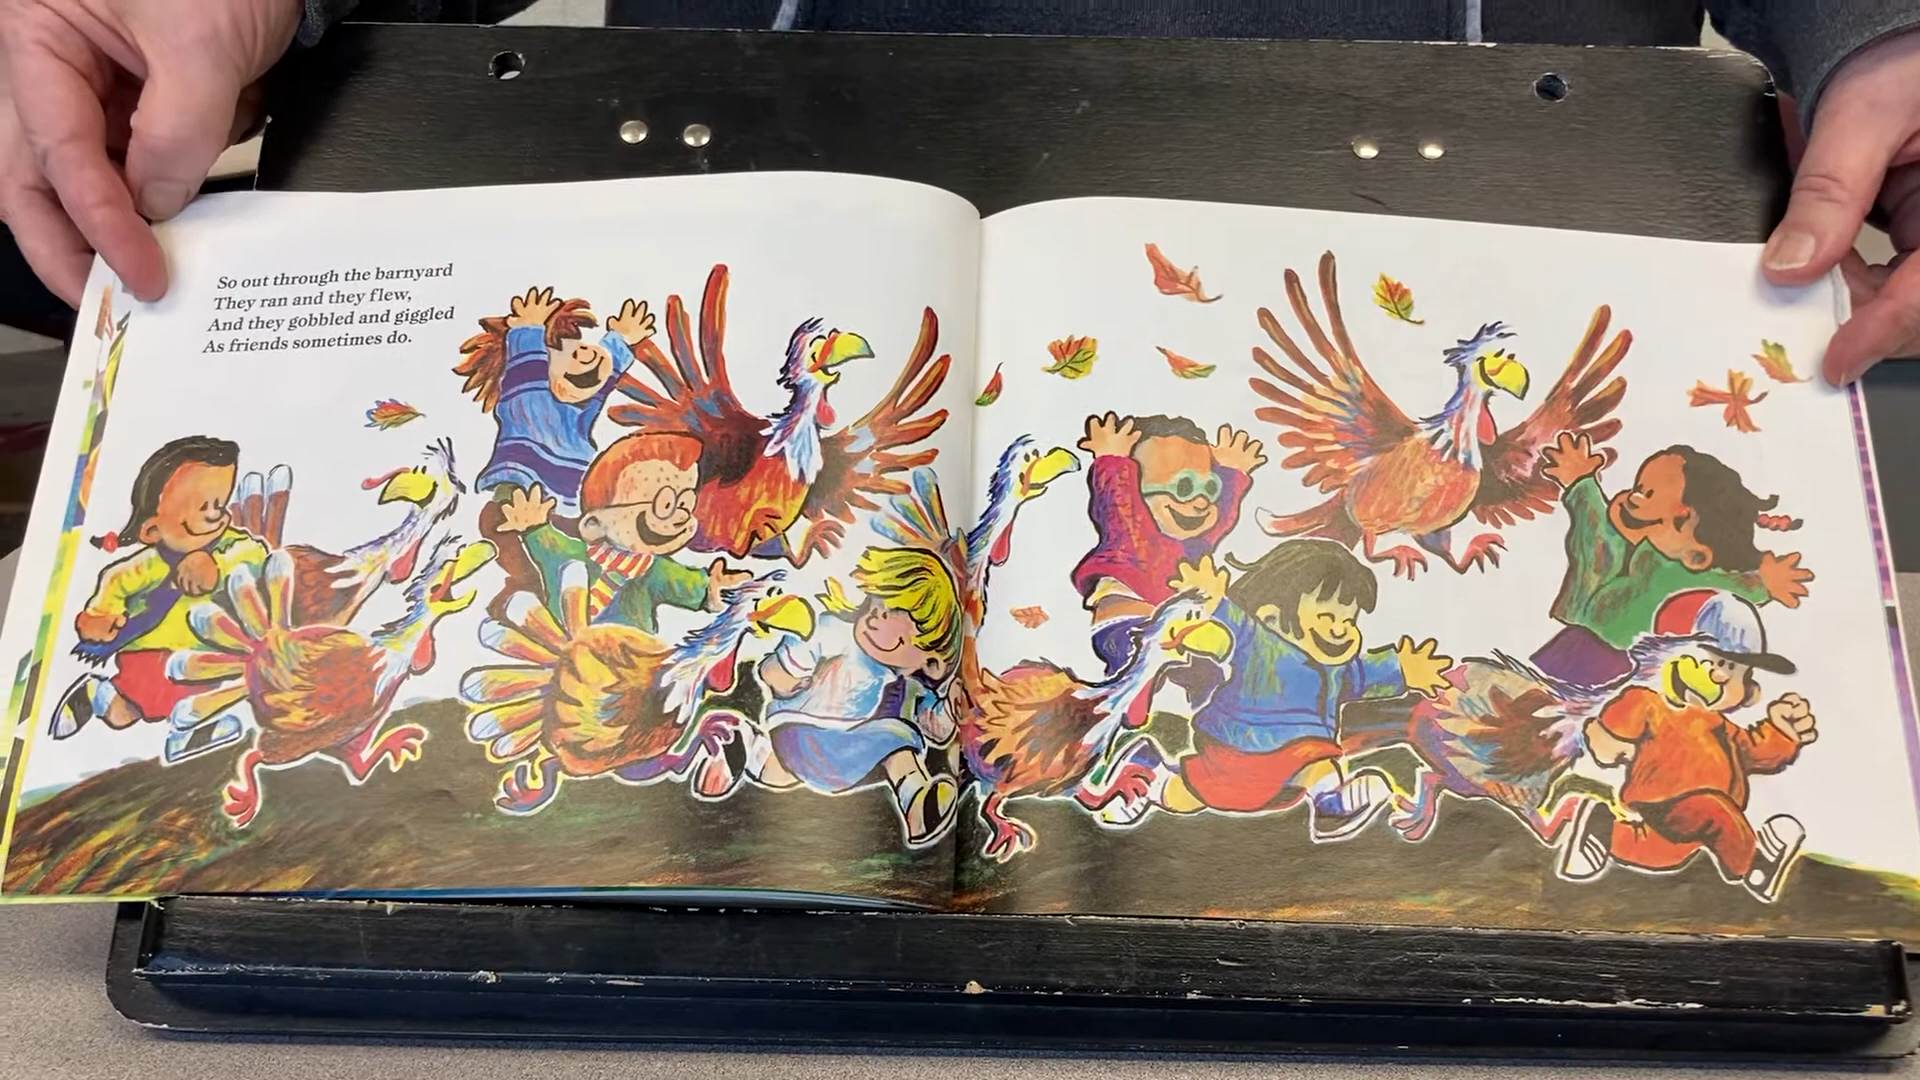 So out through the barnyard
They ran and they flew,
And they gobbled and giggled
As friends sometimes do.